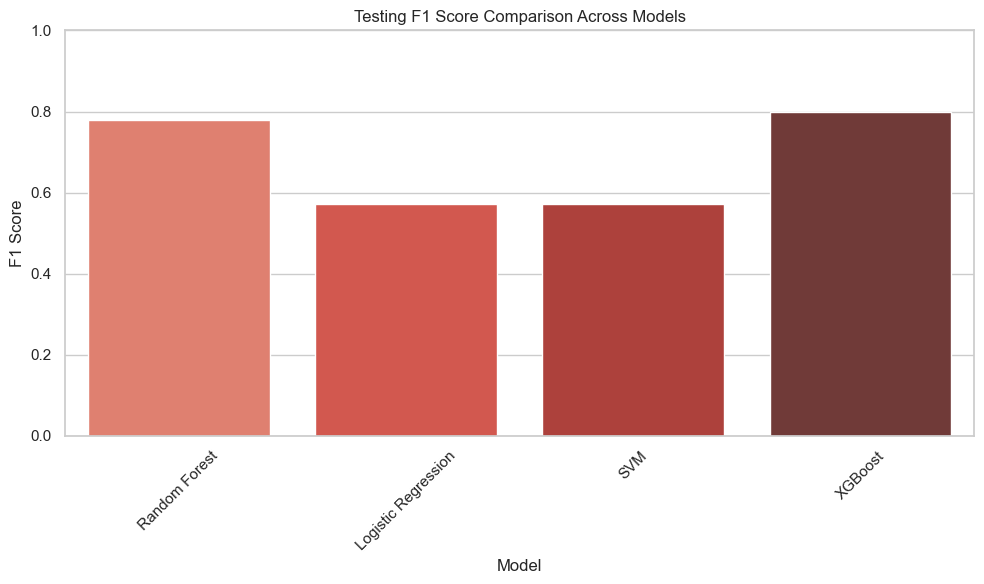 Testing F1 Score Comparison Across Models
F1 Score
1.0
0.8
0.6
0.4
0.2
0.0
Random Forest
Logistic Regression
SVM
XGBoost
Model